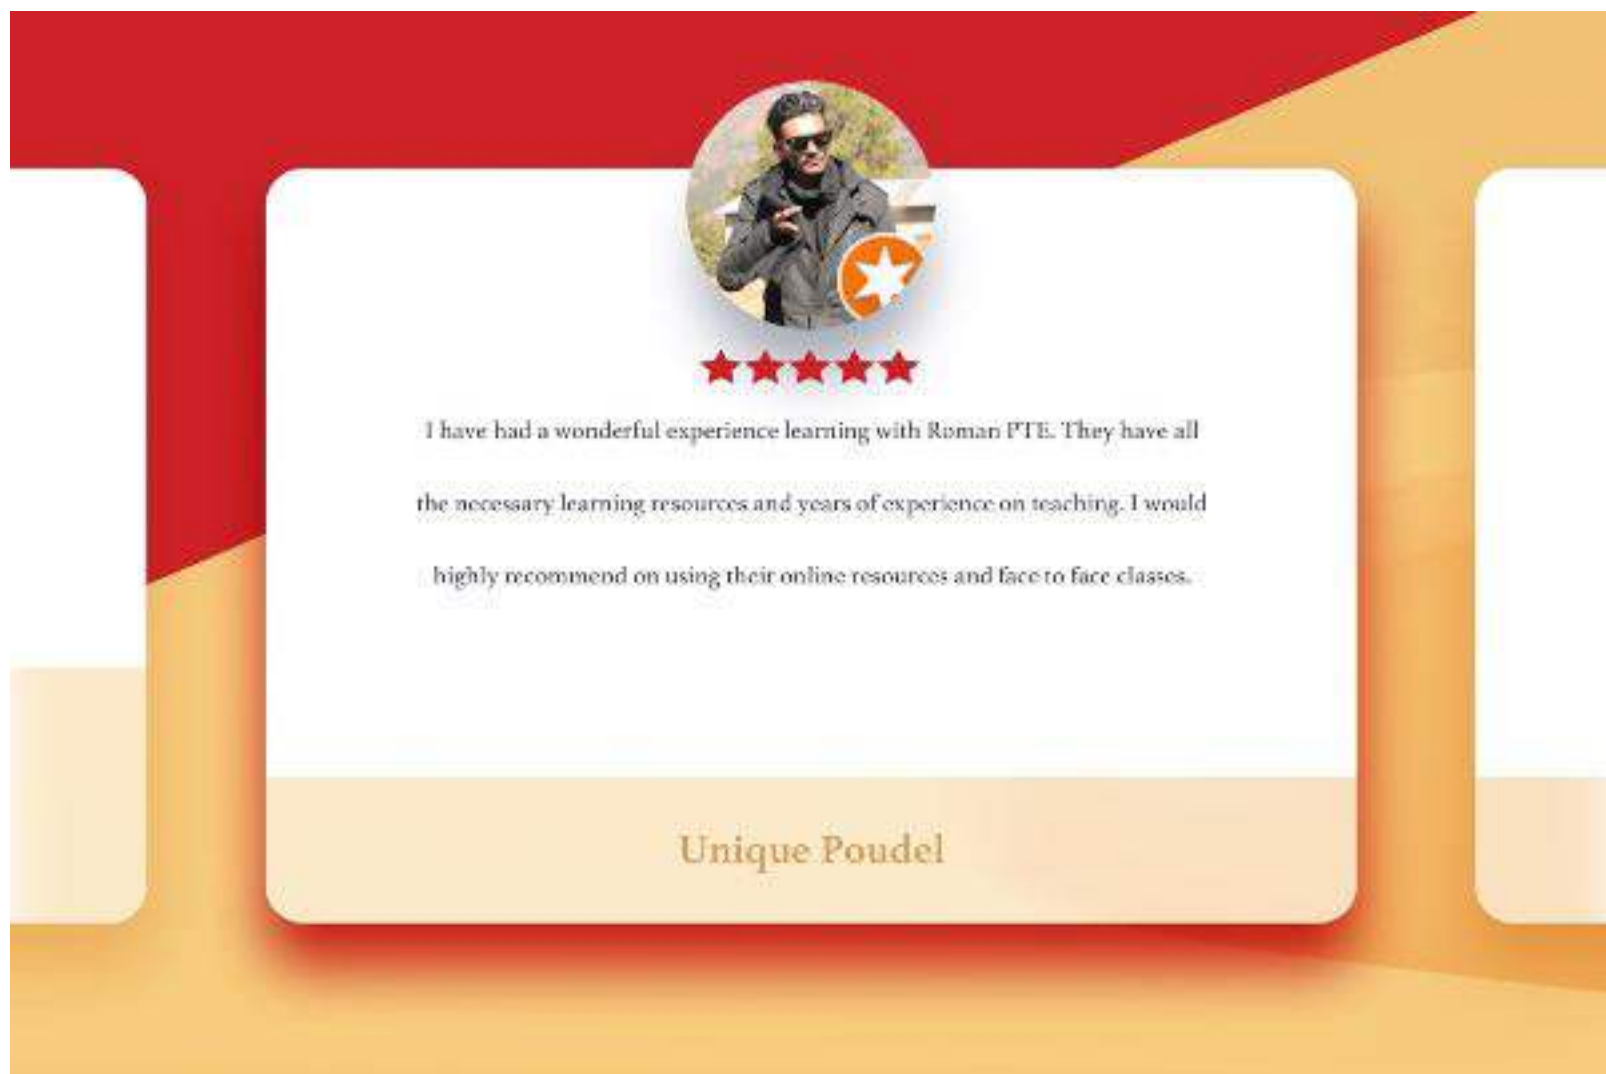 I have had a wonderful experience learning with Roman PTE. They have all
the necessary learning resources and years of experience on teaching. I would
highly recommend on using their online resources and face to face classes.
Unique Poudel